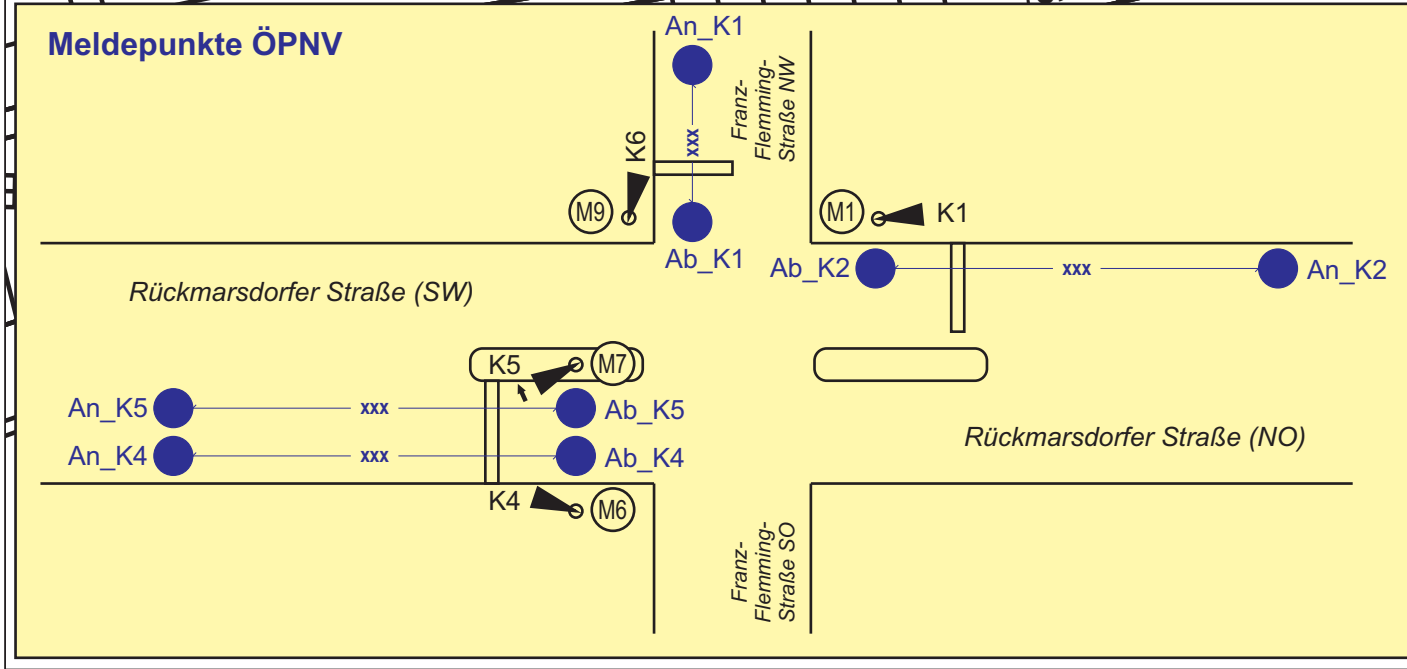 Meldepunkte ÖPNV
An_K1
Franz-
Flemming-
Straße NW
xxx
K6
M9
M1
K1
Ab_K1
Ab_K2
xxx
An_K2
Rückmarsdorfer Straße (SW)
K5
M7
An_K5
xxx
Ab_K5
An_K4
xxx
Ab_K4
Rückmarsdorfer Straße (NO)
K4
M6
Franz-
Flemming-
Straße SO